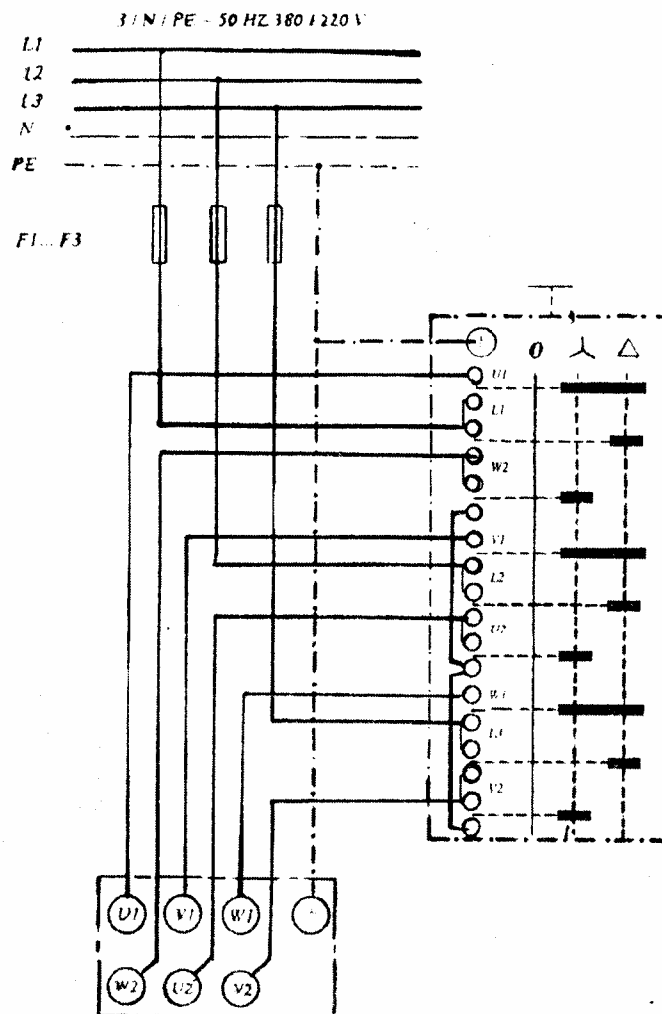 3 / N / PE ~ 50 HZ 380 / 220 V
L1
L2
L3
N
PE
F1... F3
0 △
U1
L1
W2
V1
L2
U2
W1
L3
V2
U1 V1 W1
W2 U2 V2